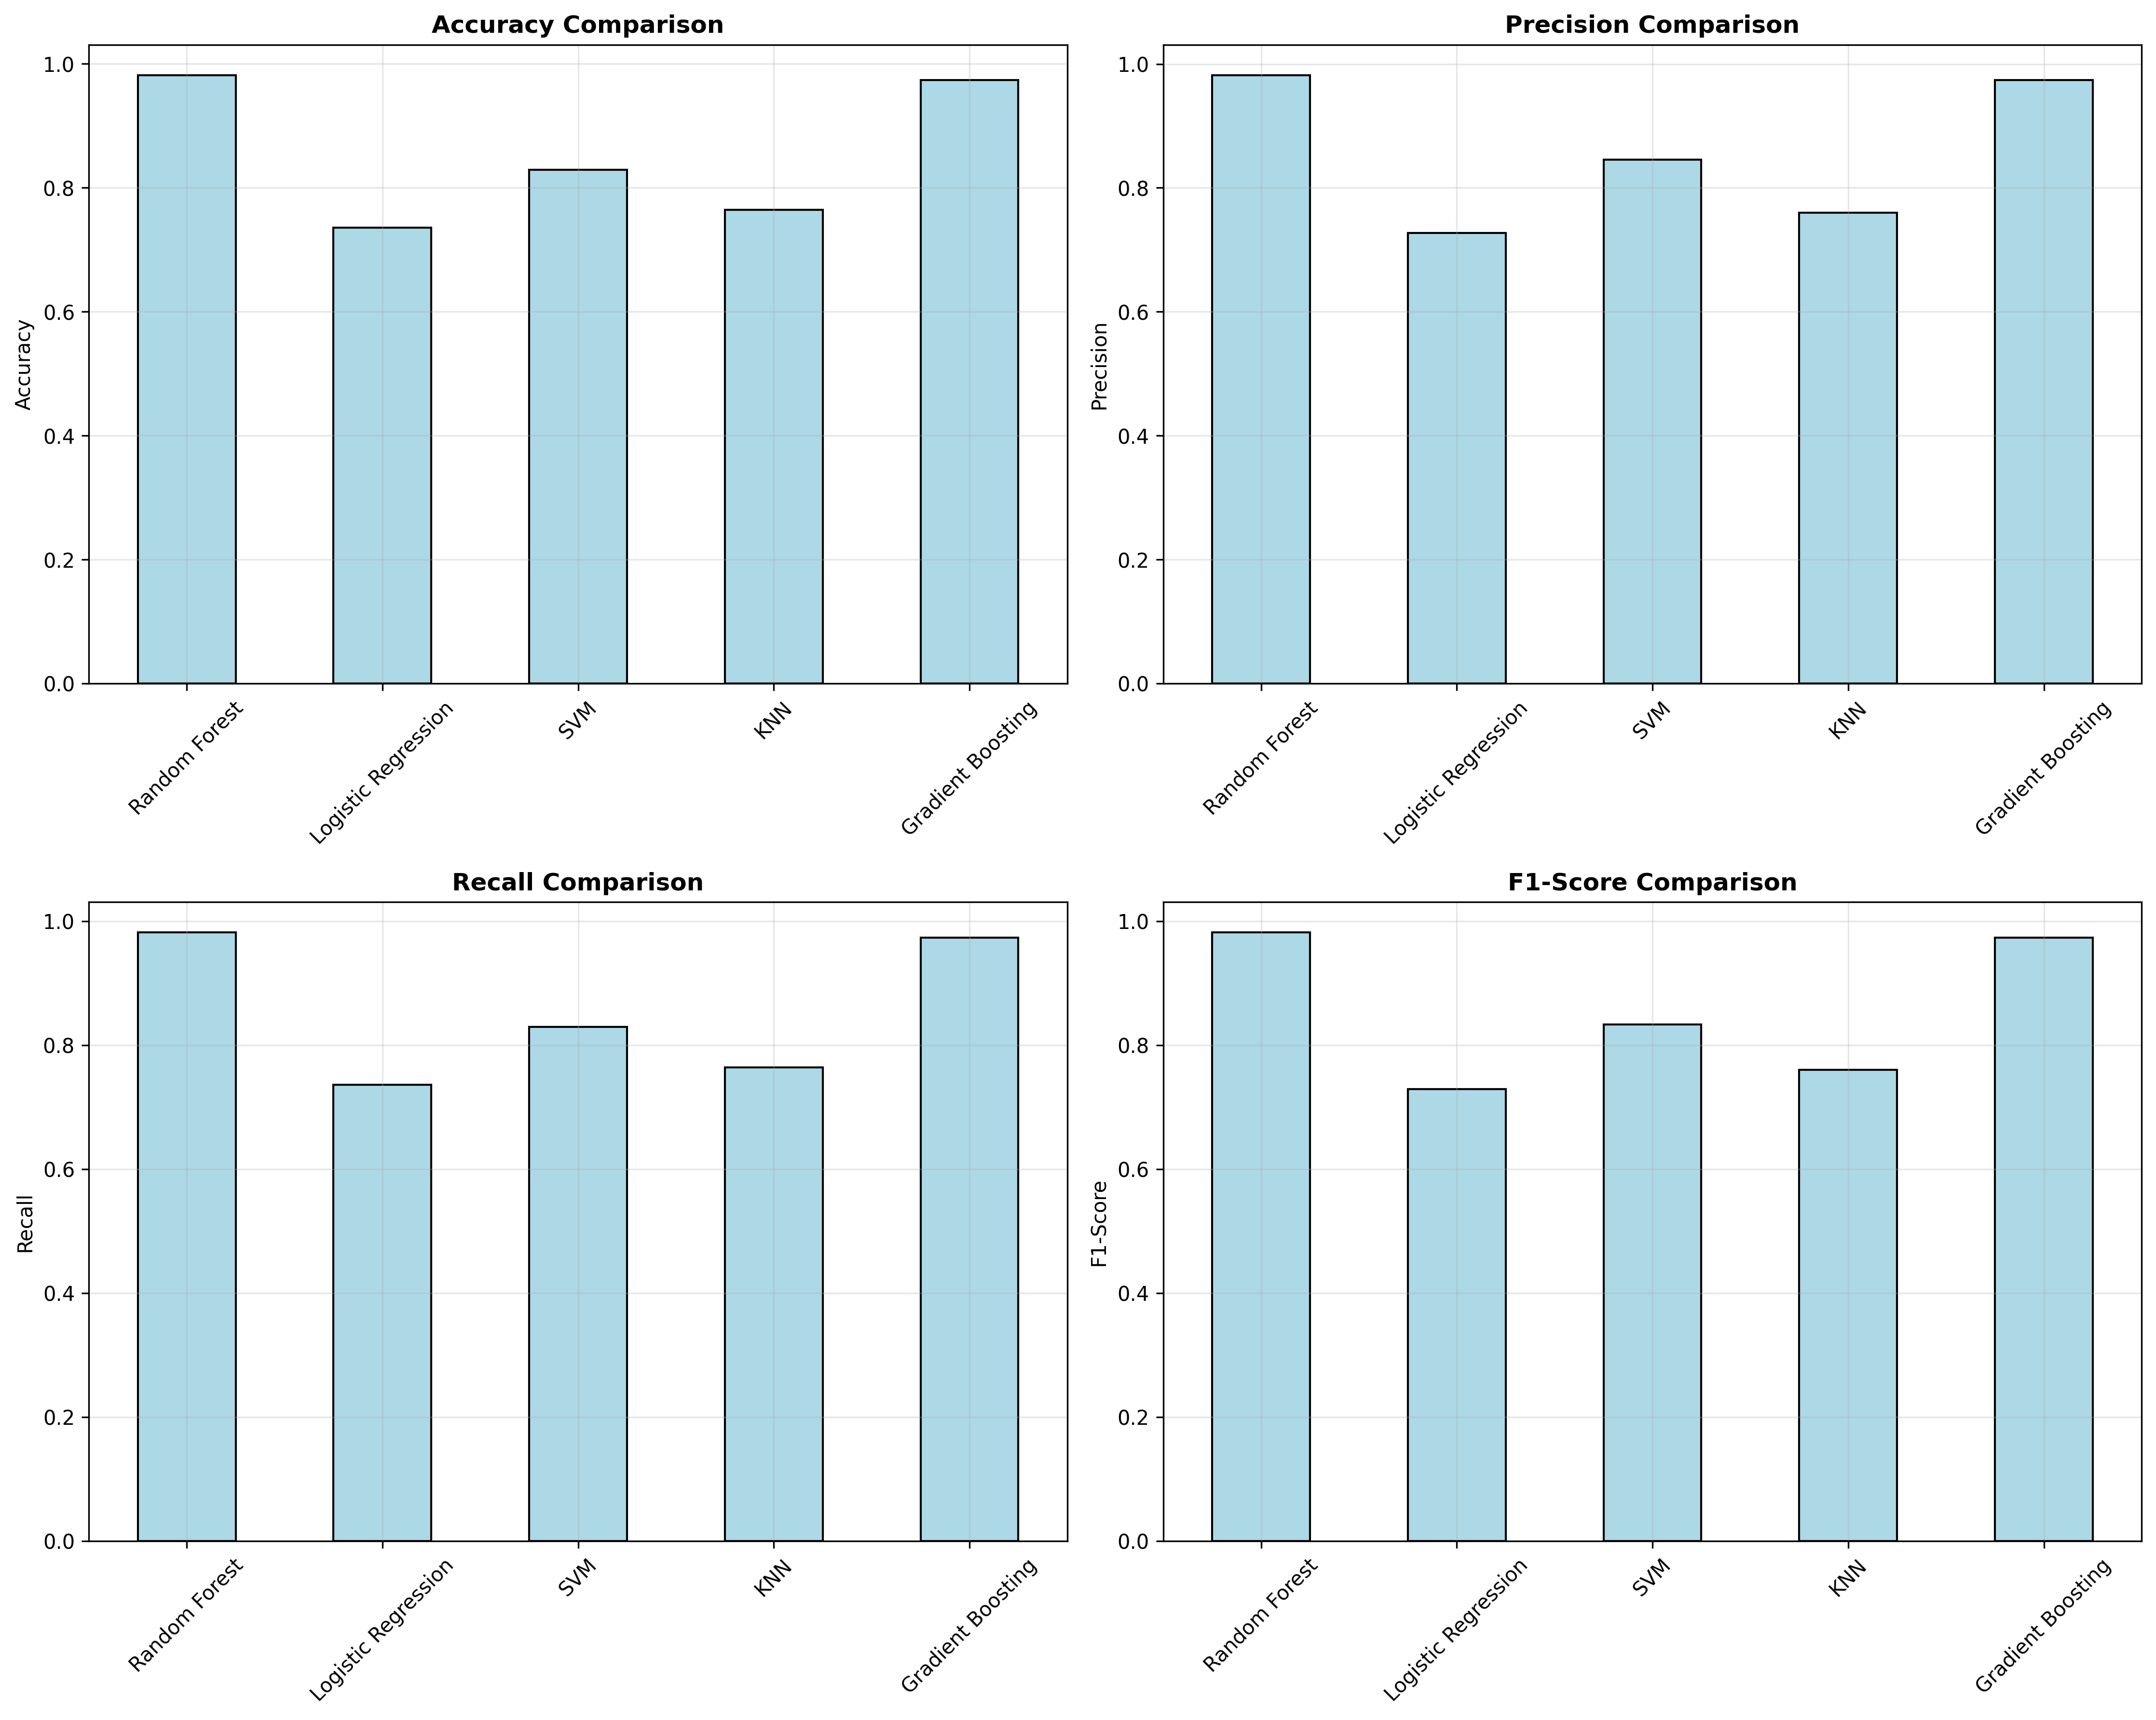 Accuracy Comparison
Accuracy
1.0
0.8
0.6
0.4
0.2
0.0
Random Forest
Logistic Regression
SVM
KNN
Gradient Boosting
Precision Comparison
Precision
1.0
0.8
0.6
0.4
0.2
0.0
Random Forest
Logistic Regression
SVM
KNN
Gradient Boosting
Recall Comparison
Recall
1.0
0.8
0.6
0.4
0.2
0.0
Random Forest
Logistic Regression
SVM
KNN
Gradient Boosting
F1-Score Comparison
F1-Score
1.0
0.8
0.6
0.4
0.2
0.0
Random Forest
Logistic Regression
SVM
KNN
Gradient Boosting